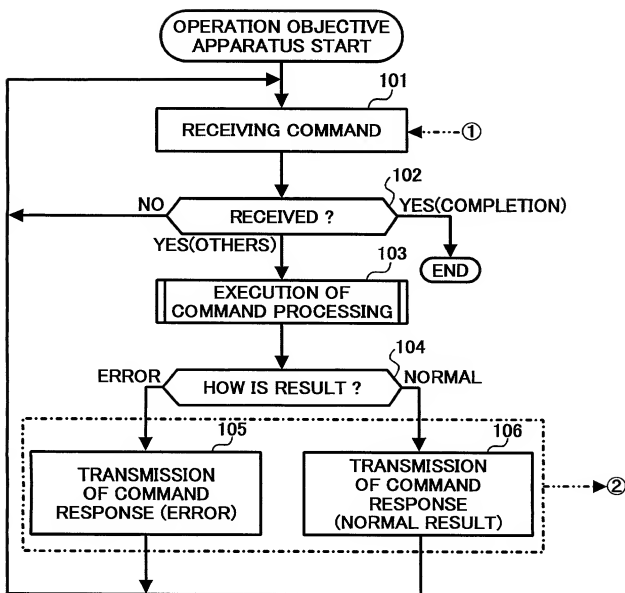 OPERATION OBJECTIVE
APPARATUS START
101
RECEIVING COMMAND
①
102
NO
RECEIVED ?
YES(COMPLETION)
YES(OTHERS)
END
103
EXECUTION OF
COMMAND PROCESSING
104
ERROR
HOW IS RESULT ?
NORMAL
105
TRANSMISSION
OF COMMAND
RESPONSE (ERROR)
106
TRANSMISSION
OF COMMAND
RESPONSE
(NORMAL RESULT)
②